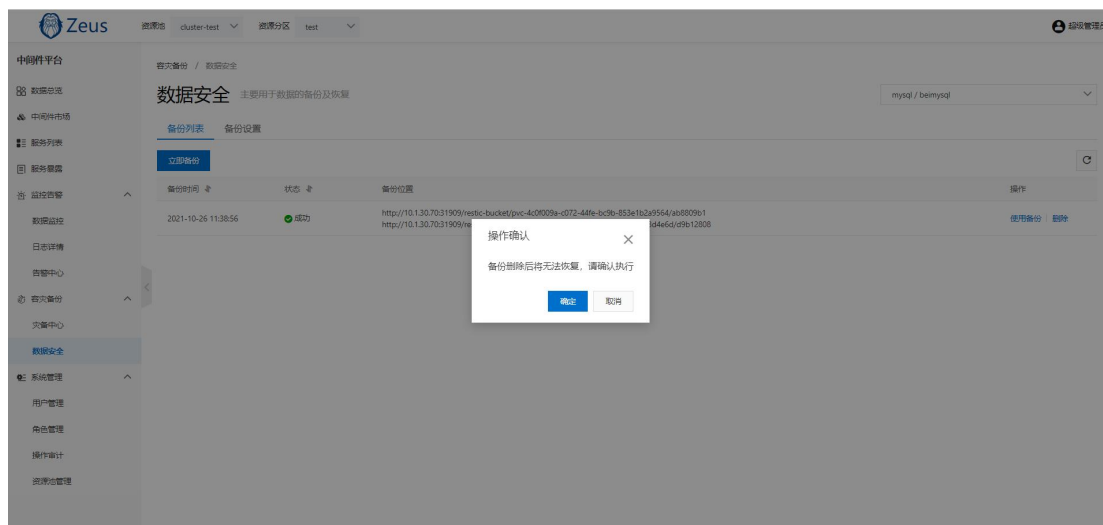 Zeus
资源池 cluster-test 资源分区 test 超级管理员
中间件平台
数据总览
中间件市场
服务列表
服务暴露
监控告警
数据监控
日志详情
告警中心
容灾备份
灾备中心
数据安全
系统管理
用户管理
角色管理
操作审计
资源池管理
容灾备份 / 数据安全
数据安全 主要用于数据的备份及恢复 mysql / beimysql
备份列表 备份设置
立即备份
备份时间 状态 备份位置 操作
2021-10-26 11:38:56 成功 http://10.1.30.70:31909/restic-bucket/pvc-4c0f009a-c072-44fe-bc9b-853e1b2a9564/ab8809b1 使用备份 删除
http://10.1.30.70:31909/re 1d4e6d/d9b12808
操作确认
备份删除后将无法恢复，请确认执行
确定 取消